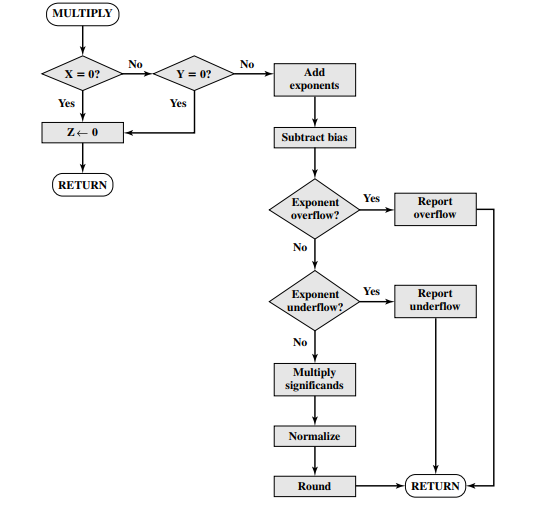 MULTIPLY
X = 0?
No
Y = 0?
No
Add
exponents
Yes
Yes
Z ← 0
Subtract bias
RETURN
Exponent
overflow?
Yes
Report
overflow
No
Exponent
underflow?
Yes
Report
underflow
No
Multiply
significands
Normalize
Round
RETURN